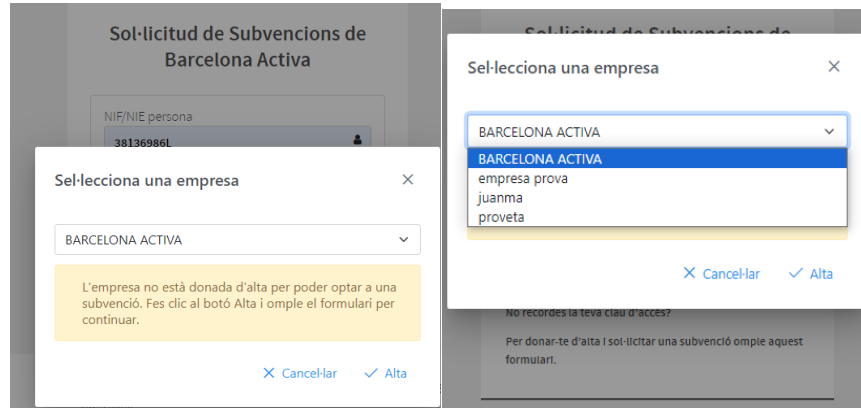 Sol·licitud de Subvencions de
Barcelona Activa
NIF/NIE persona
38136986L
Sel·lecciona una empresa
BARCELONA ACTIVA
L'empresa no està donada d'alta per poder optar a una
subvenció. Fes clic al botó Alta i omple el formulari per
continuar.
Cancel·lar
Alta
Sol·licitud de Subvencions de
Sel·lecciona una empresa
BARCELONA ACTIVA
BARCELONA ACTIVA
empresa prova
juanma
proveta
Cancel·lar
Alta
No recordes la teva clau d'accés?
Per donar-te d'alta i sol·licitar una subvenció omple aquest
formulari.